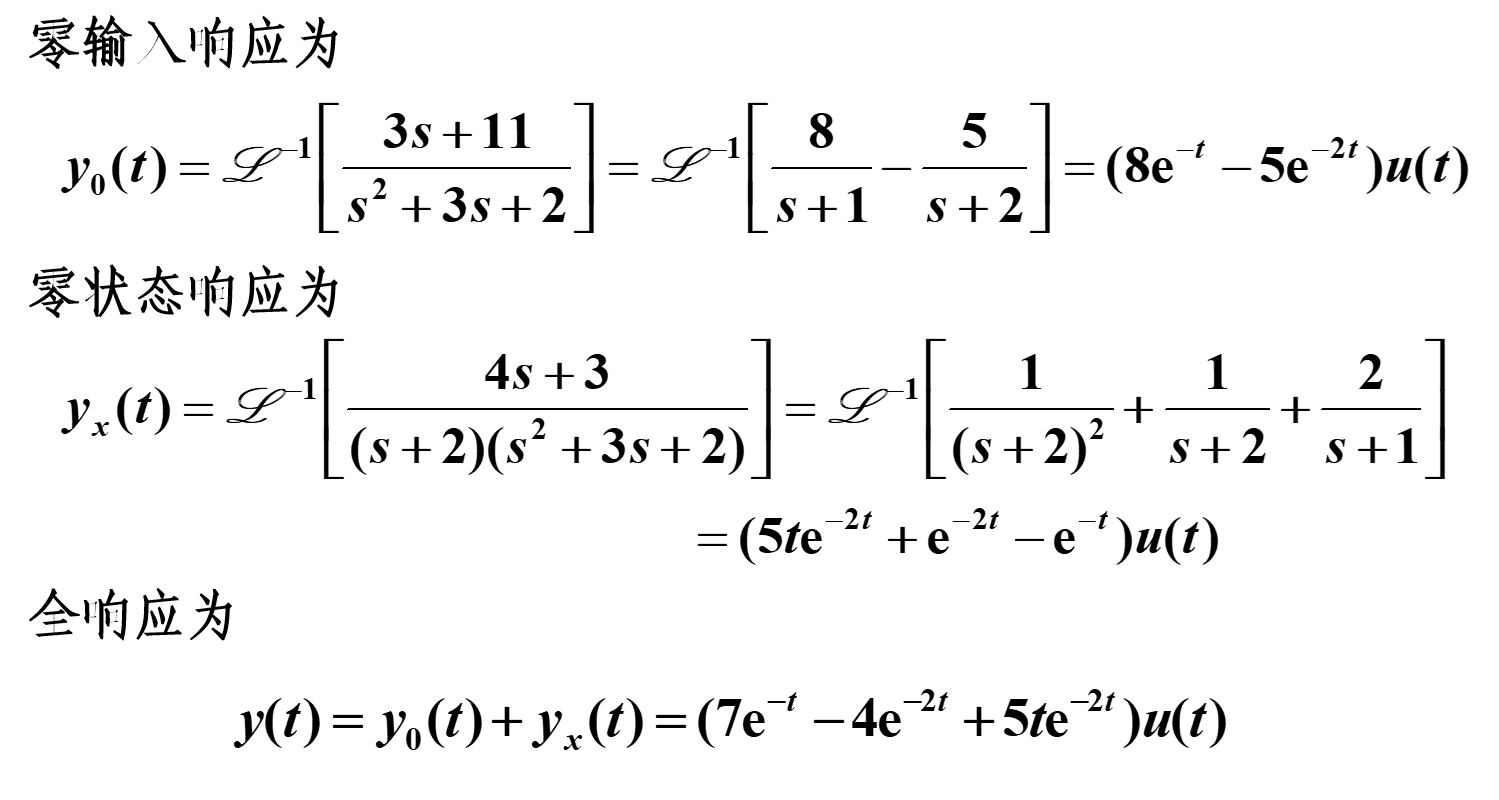 零输入响应为
y₀(t) = ℒ⁻¹[(3s+11)/(s²+3s+2)] = ℒ⁻¹[8/(s+1) − 5/(s+2)] = (8e⁻ᵗ − 5e⁻²ᵗ)u(t)
零状态响应为
yₓ(t) = ℒ⁻¹[(4s+3)/((s+2)(s²+3s+2))] = ℒ⁻¹[1/(s+2)² + 1/(s+2) + 2/(s+1)]
= (5te⁻²ᵗ + e⁻²ᵗ − e⁻ᵗ)u(t)
全响应为
y(t) = y₀(t) + yₓ(t) = (7e⁻ᵗ − 4e⁻²ᵗ + 5te⁻²ᵗ)u(t)